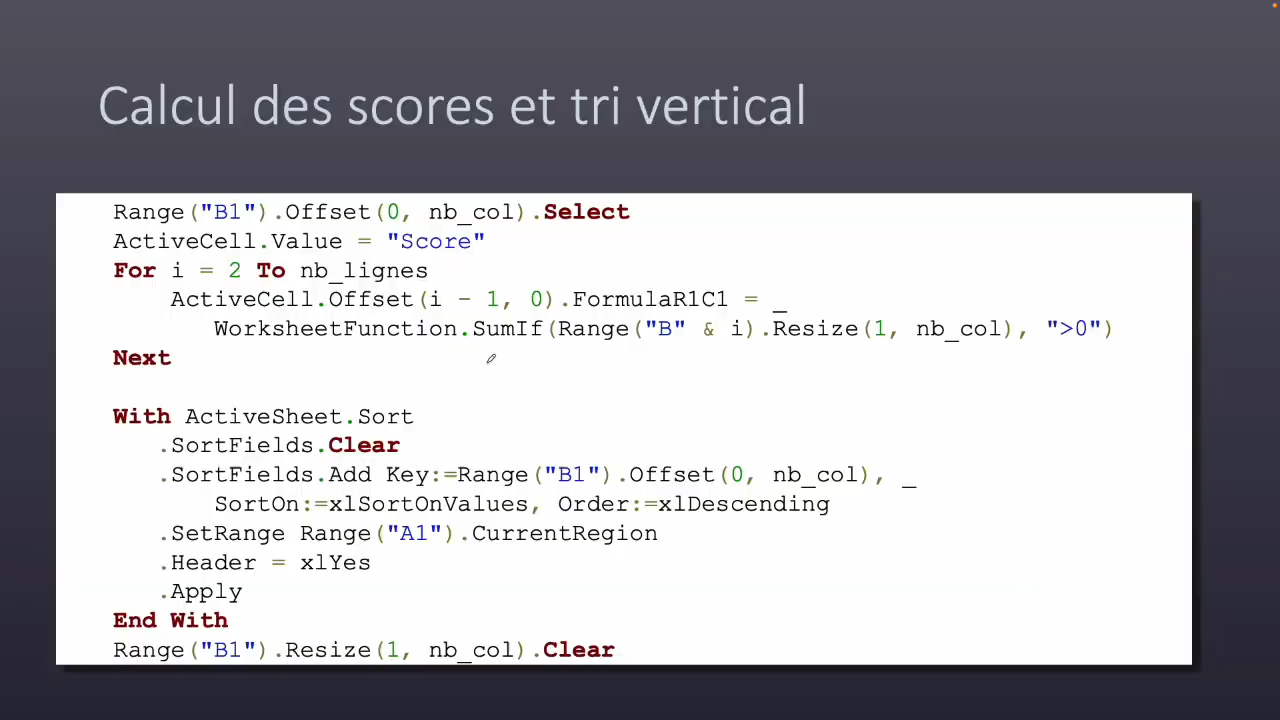 Calcul des scores et tri vertical
Range("B1").Offset(0, nb_col).Select
ActiveCell.Value = "Score"
For i = 2 To nb_lignes
    ActiveCell.Offset(i - 1, 0).FormulaR1C1 = _
       WorksheetFunction.SumIf(Range("B" & i).Resize(1, nb_col), ">0")
Next
With ActiveSheet.Sort
   .SortFields.Clear
   .SortFields.Add Key:=Range("B1").Offset(0, nb_col), _
       SortOn:=xlSortOnValues, Order:=xlDescending
   .SetRange Range("A1").CurrentRegion
   .Header = xlYes
   .Apply
End With
Range("B1").Resize(1, nb_col).Clear